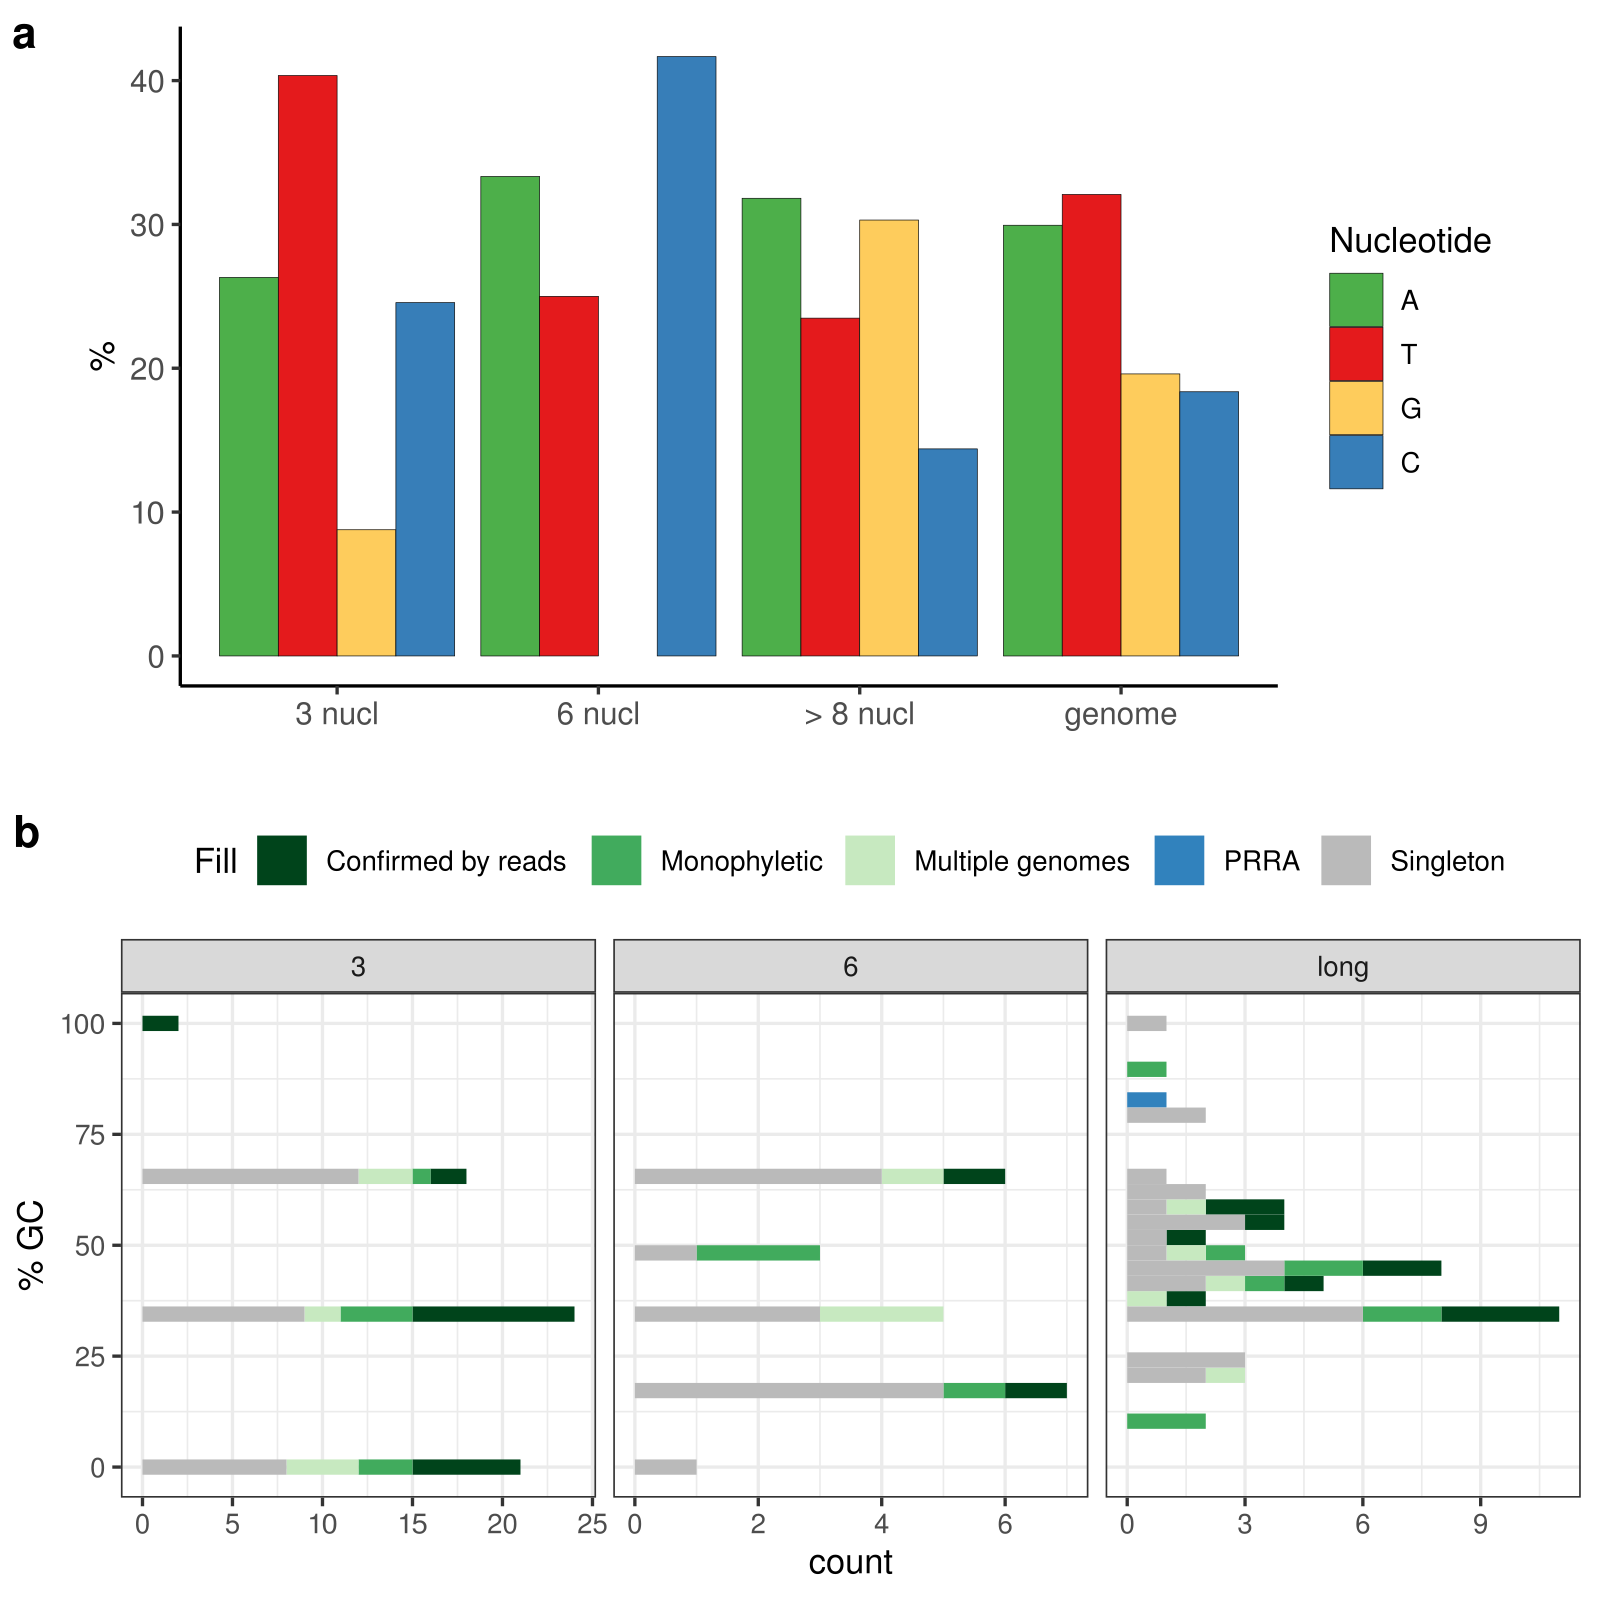 a
40
30
20
10
0
%
3 nucl
6 nucl
> 8 nucl
genome
Nucleotide
A
T
G
C
b
Fill
Confirmed by reads
Monophyletic
Multiple genomes
PRRA
Singleton
3
6
long
100
75
50
25
0
% GC
0 5 10 15 20 25
0 2 4 6
0 3 6 9
count